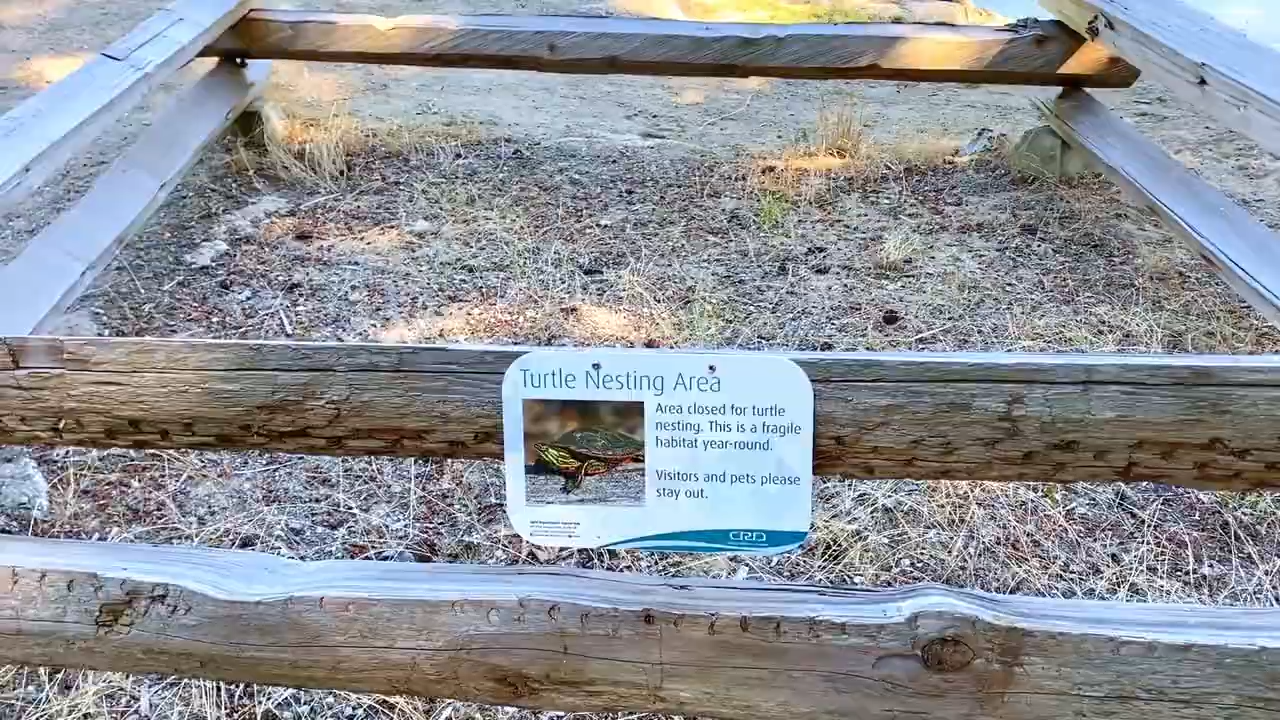 Turtle Nesting Area
Area closed for turtle
nesting. This is a fragile
habitat year-round.
Visitors and pets please
stay out.
CRD